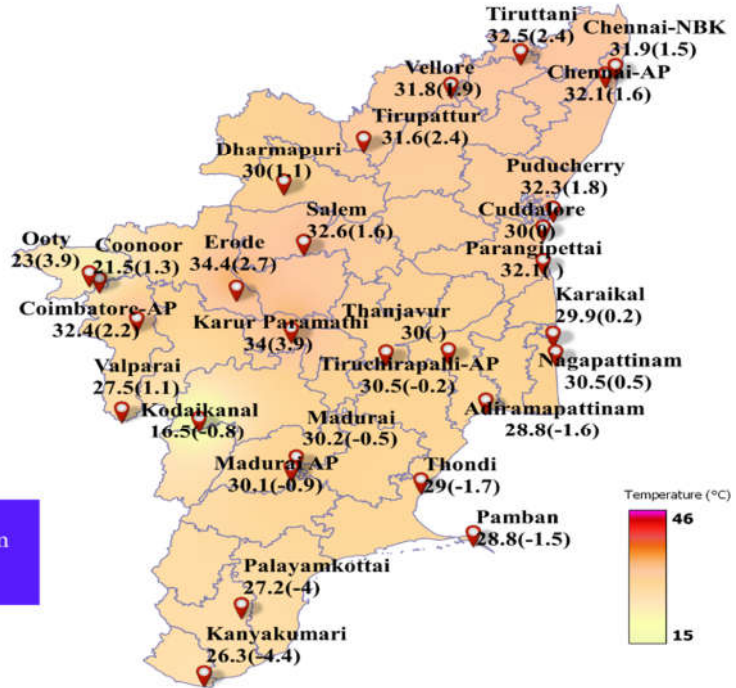 Tiruttani
32.5(2.4)
Chennai-NBK
31.9(1.5)
Chennai-AP
32.1(1.6)
Vellore
31.8(1.9)
Tirupattur
31.6(2.4)
Dharmapuri
30(1.1)
Puducherry
32.3(1.8)
Cuddalore
30(0)
Parangipettai
32.1( )
Salem
32.6(1.6)
Ooty
23(3.9)
Coonoor
21.5(1.3)
Erode
34.4(2.7)
Coimbatore-AP
32.4(2.2)
Karur Paramathi
34(3.9)
Thanjavur
30( )
Karaikal
29.9(0.2)
Tiruchirapalli-AP
30.5(-0.2)
Nagapattinam
30.5(0.5)
Valparai
27.5(1.1)
Kodaikanal
16.5(-0.8)
Madurai
30.2(-0.5)
Adiramapattinam
28.8(-1.6)
Madurai AP
30.1(-0.9)
Thondi
29(-1.7)
Pamban
28.8(-1.5)
Palayamkottai
27.2(-4)
Kanyakumari
26.3(-4.4)
Temperature (°C)
46
15